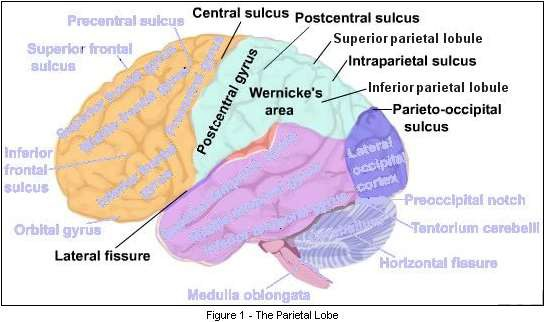 Precentral sulcus
Central sulcus
Postcentral sulcus
Superior parietal lobule
Superior frontal
sulcus
Intraparietal sulcus
Postcentral gyrus
Wernicke's
area
Inferior parietal lobule
Parieto-occipital
sulcus
Inferior
frontal
sulcus
Lateral
occipital
cortex
Preoccipital notch
Orbital gyrus
Tentorium cerebelli
Lateral fissure
Horizontal fissure
Medulla oblongata
Figure 1 - The Parietal Lobe